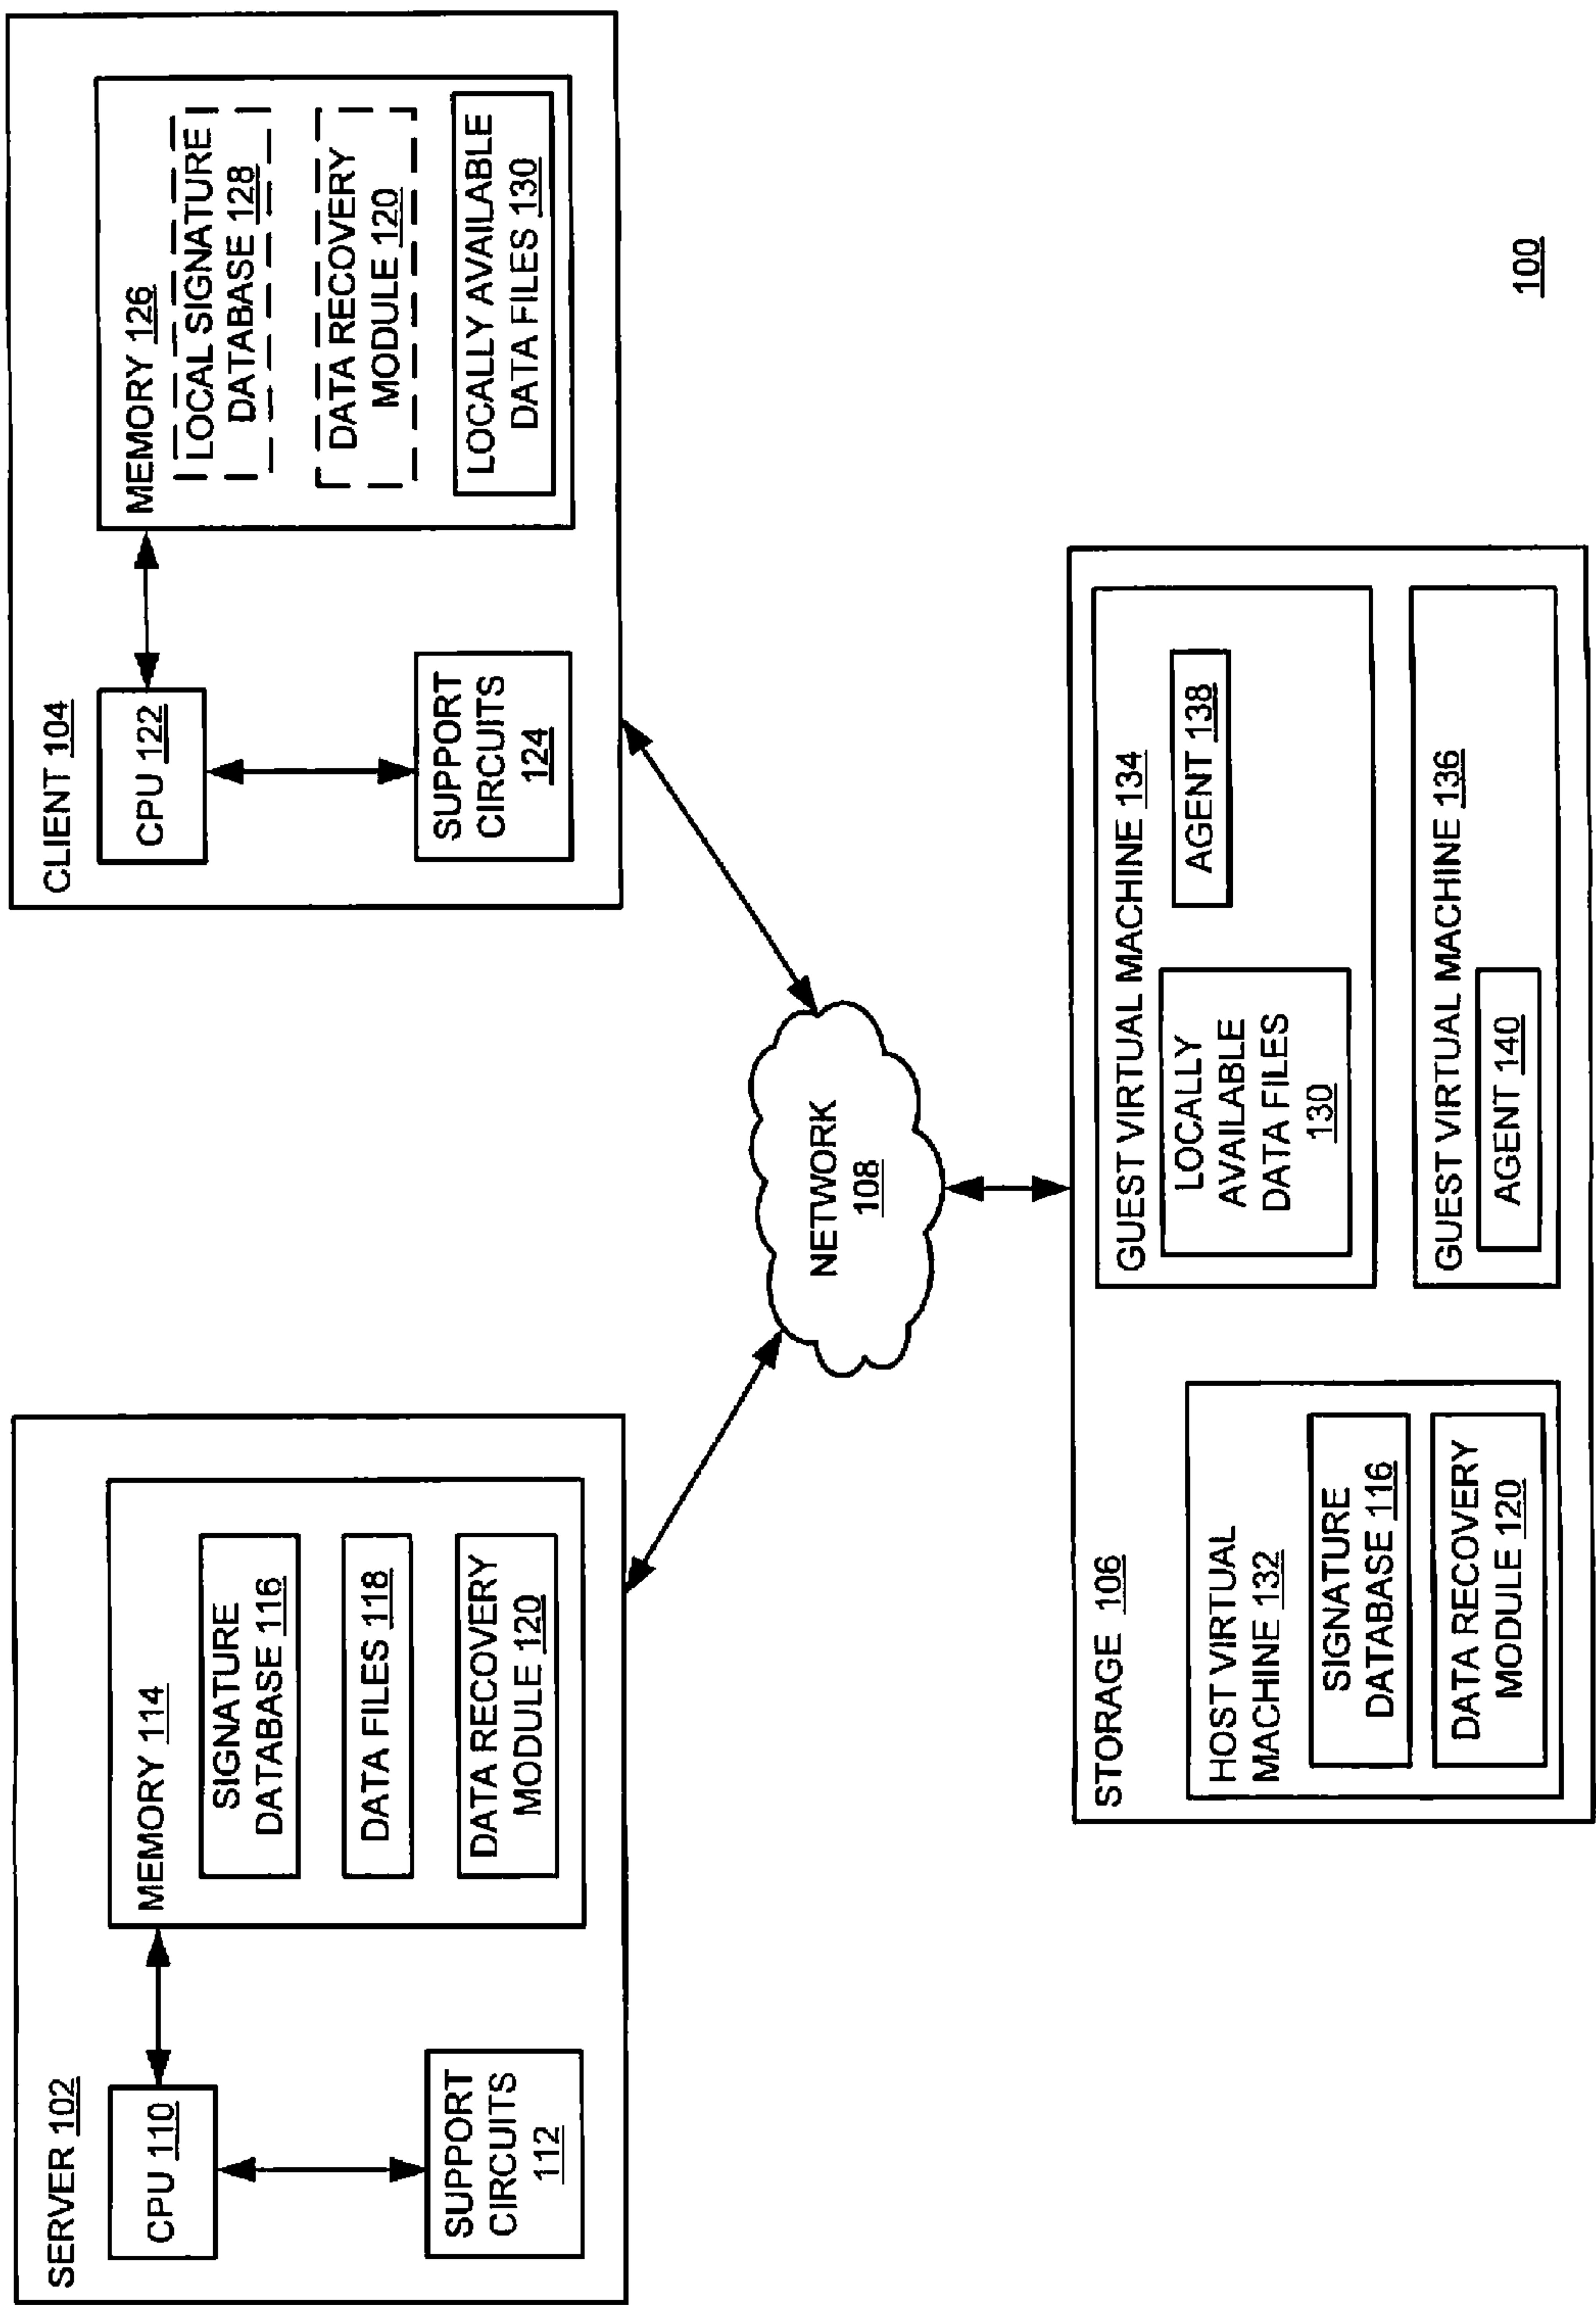 SERVER 102
CPU 110
SUPPORT
CIRCUITS
112
MEMORY 114
SIGNATURE
DATABASE 116
DATA FILES 118
DATA RECOVERY
MODULE 120
CLIENT 104
CPU 122
SUPPORT
CIRCUITS
124
MEMORY 126
LOCAL SIGNATURE
DATABASE 128
DATA RECOVERY
MODULE 120
LOCALLY AVAILABLE
DATA FILES 130
NETWORK
108
STORAGE 106
HOST VIRTUAL
MACHINE 132
SIGNATURE
DATABASE 116
DATA RECOVERY
MODULE 120
GUEST VIRTUAL MACHINE 134
LOCALLY
AVAILABLE
DATA FILES
130
AGENT 138
GUEST VIRTUAL MACHINE 136
AGENT 140
100